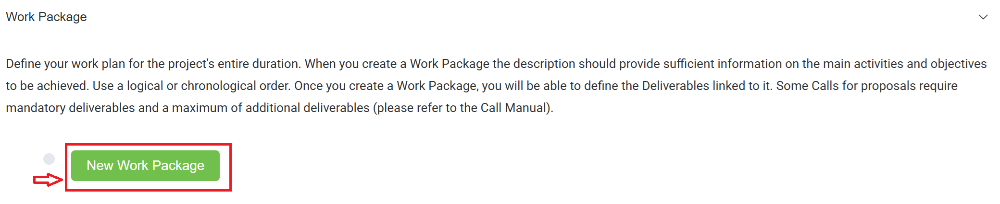 Work Package
Define your work plan for the project's entire duration. When you create a Work Package the description should provide sufficient information on the main activities and objectives
to be achieved. Use a logical or chronological order. Once you create a Work Package, you will be able to define the Deliverables linked to it. Some Calls for proposals require
mandatory deliverables and a maximum of additional deliverables (please refer to the Call Manual).
New Work Package